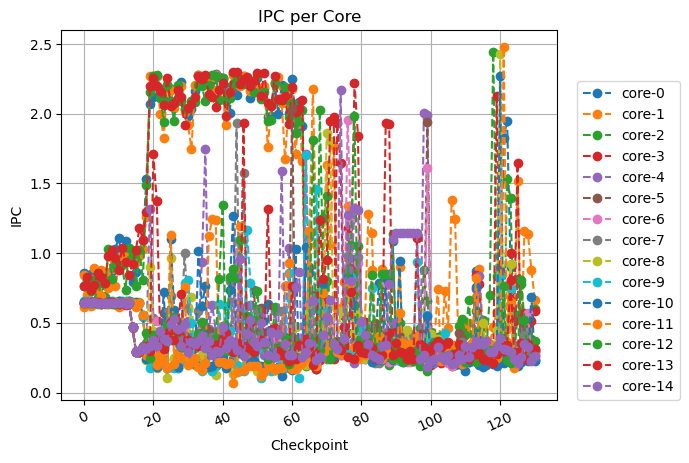 IPC per Core
IPC
2.5
2.0
1.5
1.0
0.5
0.0
0
20
40
60
80
100
120
Checkpoint
core-0
core-1
core-2
core-3
core-4
core-5
core-6
core-7
core-8
core-9
core-10
core-11
core-12
core-13
core-14